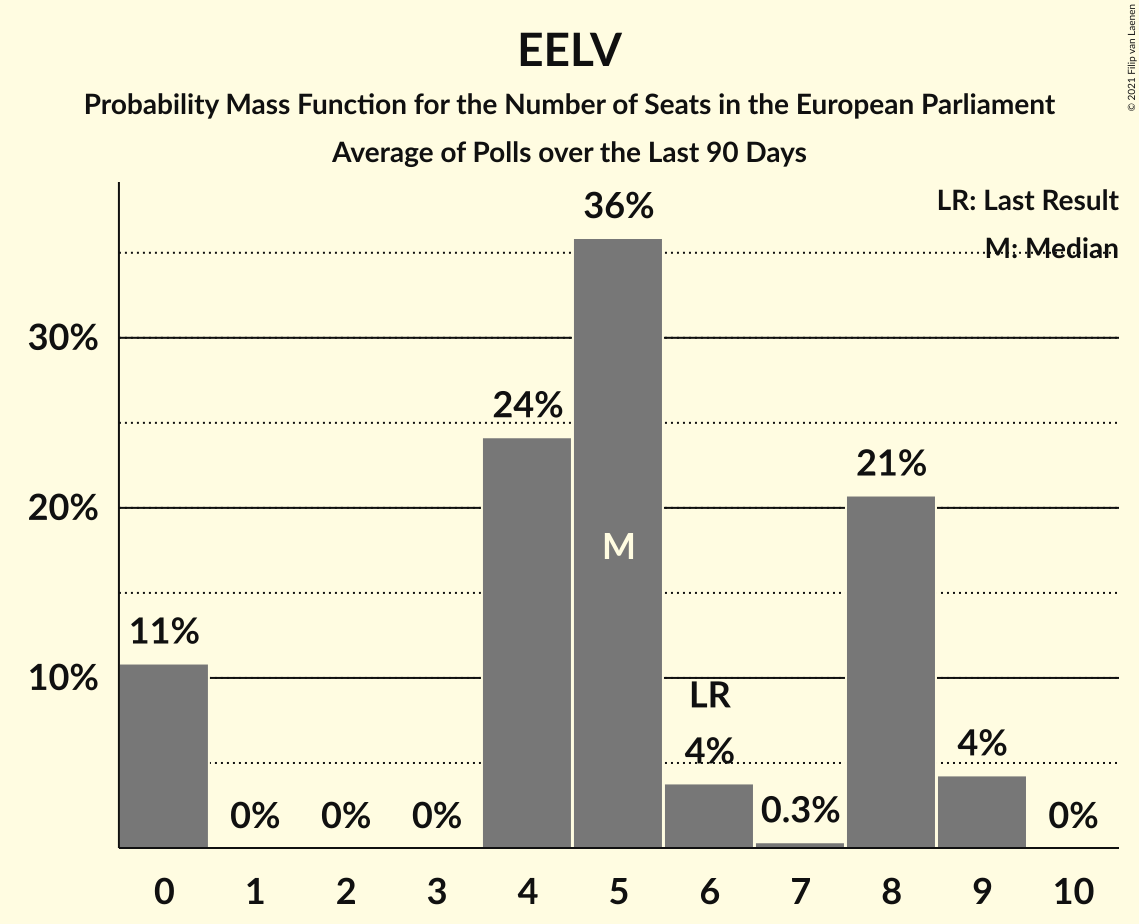 EELV
Probability Mass Function for the Number of Seats in the European Parliament
Average of Polls over the Last 90 Days
© 2021 Filip van Laenen
LR: Last Result
M: Median
36%
30%
24%
21%
20%
M
11%
10%
LR
4%
4%
0.3%
0%
0%
0%
0%
0 1 2 3 4 5 6 7 8 9 10